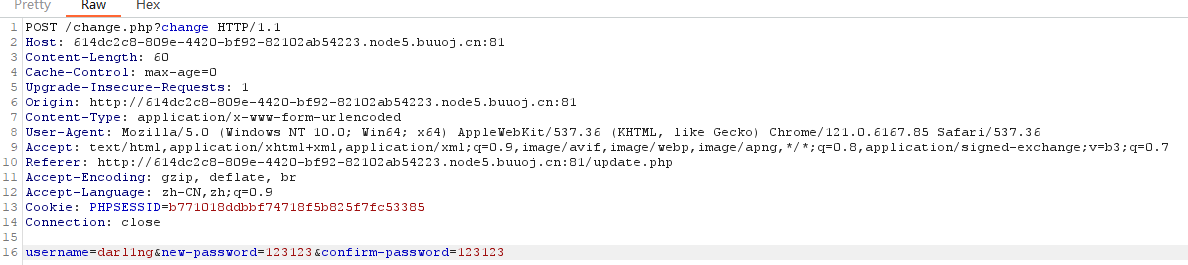 Pretty Raw Hex
1 POST /change.php?change HTTP/1.1
2 Host: 614dc2c8-809e-4420-bf92-82102ab54223.node5.buuoj.cn:81
3 Content-Length: 60
4 Cache-Control: max-age=0
5 Upgrade-Insecure-Requests: 1
6 Origin: http://614dc2c8-809e-4420-bf92-82102ab54223.node5.buuoj.cn:81
7 Content-Type: application/x-www-form-urlencoded
8 User-Agent: Mozilla/5.0 (Windows NT 10.0; Win64; x64) AppleWebKit/537.36 (KHTML, like Gecko) Chrome/121.0.6167.85 Safari/537.36
9 Accept: text/html,application/xhtml+xml,application/xml;q=0.9,image/avif,image/webp,image/apng,*/*;q=0.8,application/signed-exchange;v=b3;q=0.7
10 Referer: http://614dc2c8-809e-4420-bf92-82102ab54223.node5.buuoj.cn:81/update.php
11 Accept-Encoding: gzip, deflate, br
12 Accept-Language: zh-CN,zh;q=0.9
13 Cookie: PHPSESSID=b771018ddbbf74718f5b825f7fc53385
14 Connection: close
15
16 username=darl1ng&new-password=123123&confirm-password=123123